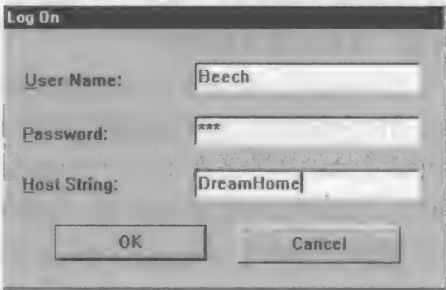 Log On
User Name: Beech
Password: ***
Host String: DreamHome
OK Cancel